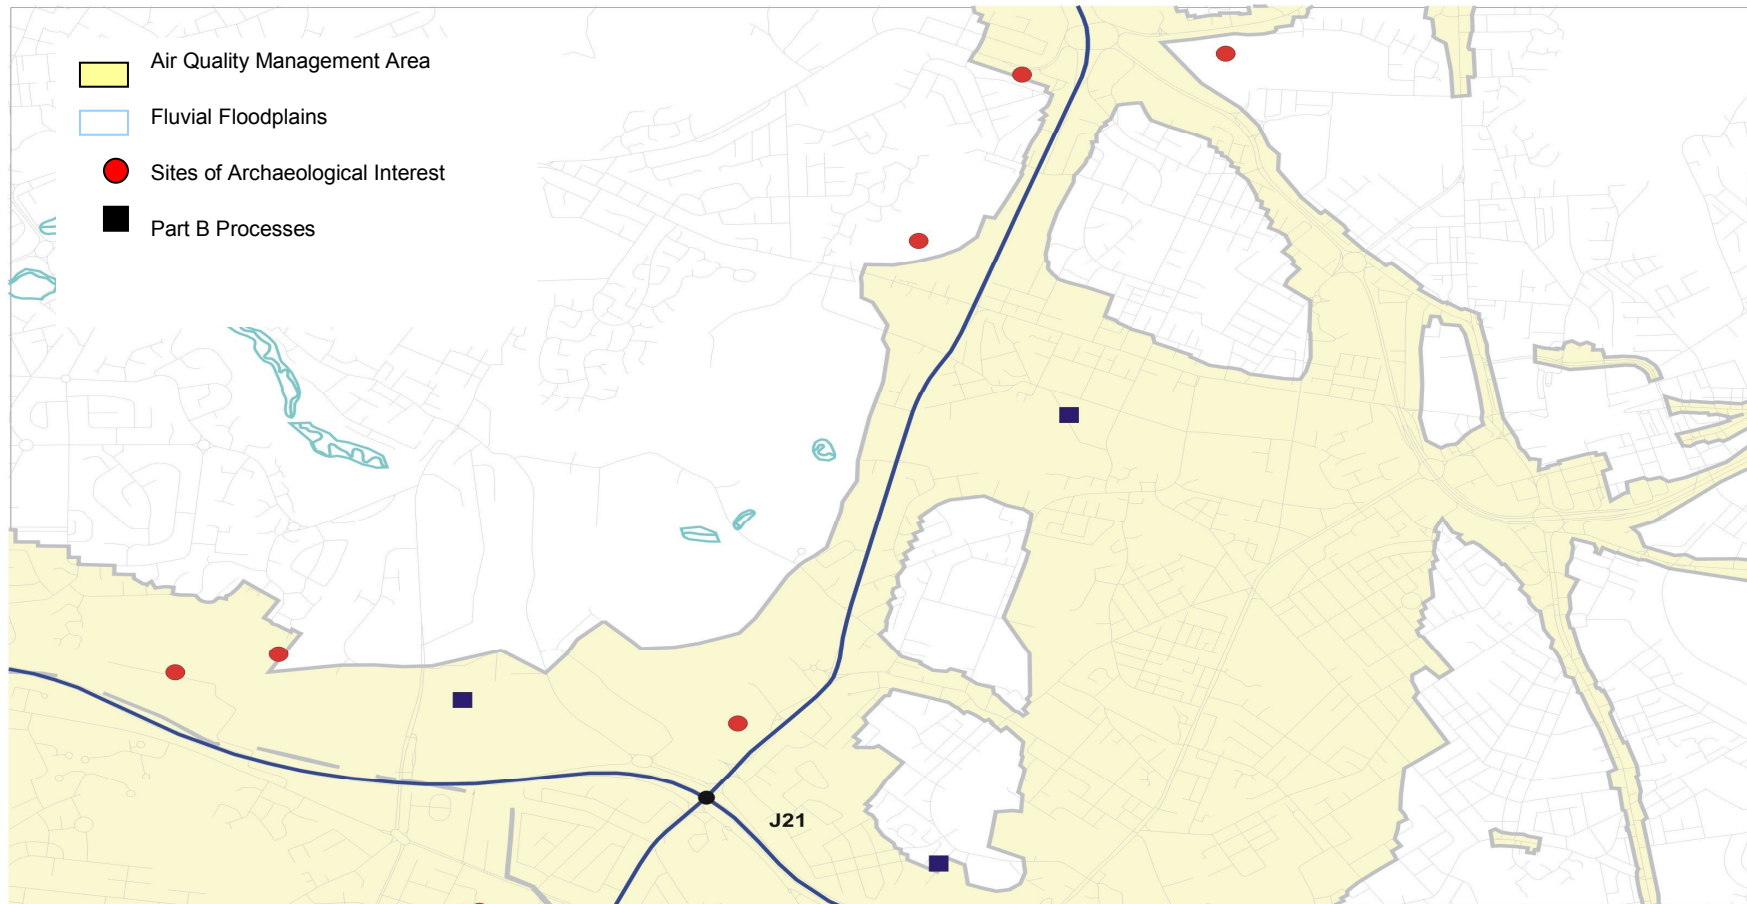 Air Quality Management Area
Fluvial Floodplains
Sites of Archaeological Interest
Part B Processes
J21